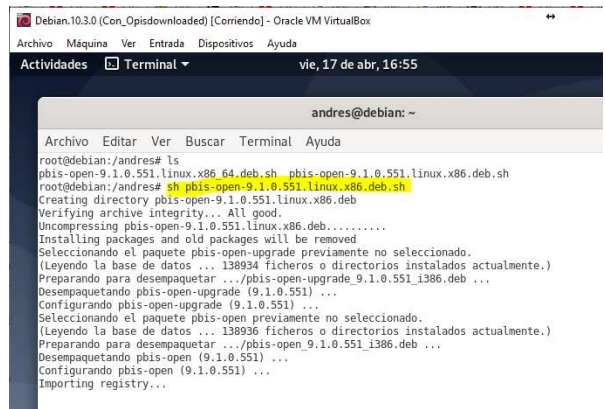 Debian.10.3.0 (Con_Opisdownloaded) [Corriendo] - Oracle VM VirtualBox
Archivo Máquina Ver Entrada Dispositivos Ayuda
Actividades Terminal vie, 17 de abr, 16:55
andres@debian: ~
Archivo Editar Ver Buscar Terminal Ayuda
root@debian:/andres# ls
pbis-open-9.1.0.551.linux.x86_64.deb.sh pbis-open-9.1.0.551.linux.x86.deb.sh
root@debian:/andres# sh pbis-open-9.1.0.551.linux.x86.deb.sh
Creating directory pbis-open-9.1.0.551.linux.x86.deb
Verifying archive integrity... All good.
Uncompressing pbis-open-9.1.0.551.linux.x86.deb..........
Installing packages and old packages will be removed
Seleccionando el paquete pbis-open-upgrade previamente no seleccionado.
(Leyendo la base de datos ... 138934 ficheros o directorios instalados actualmente.)
Preparando para desempaquetar .../pbis-open-upgrade_9.1.0.551_i386.deb ...
Desempaquetando pbis-open-upgrade (9.1.0.551) ...
Configurando pbis-open-upgrade (9.1.0.551) ...
Seleccionando el paquete pbis-open previamente no seleccionado.
(Leyendo la base de datos ... 138936 ficheros o directorios instalados actualmente.)
Preparando para desempaquetar .../pbis-open_9.1.0.551_i386.deb ...
Desempaquetando pbis-open (9.1.0.551) ...
Configurando pbis-open (9.1.0.551) ...
Importing registry...